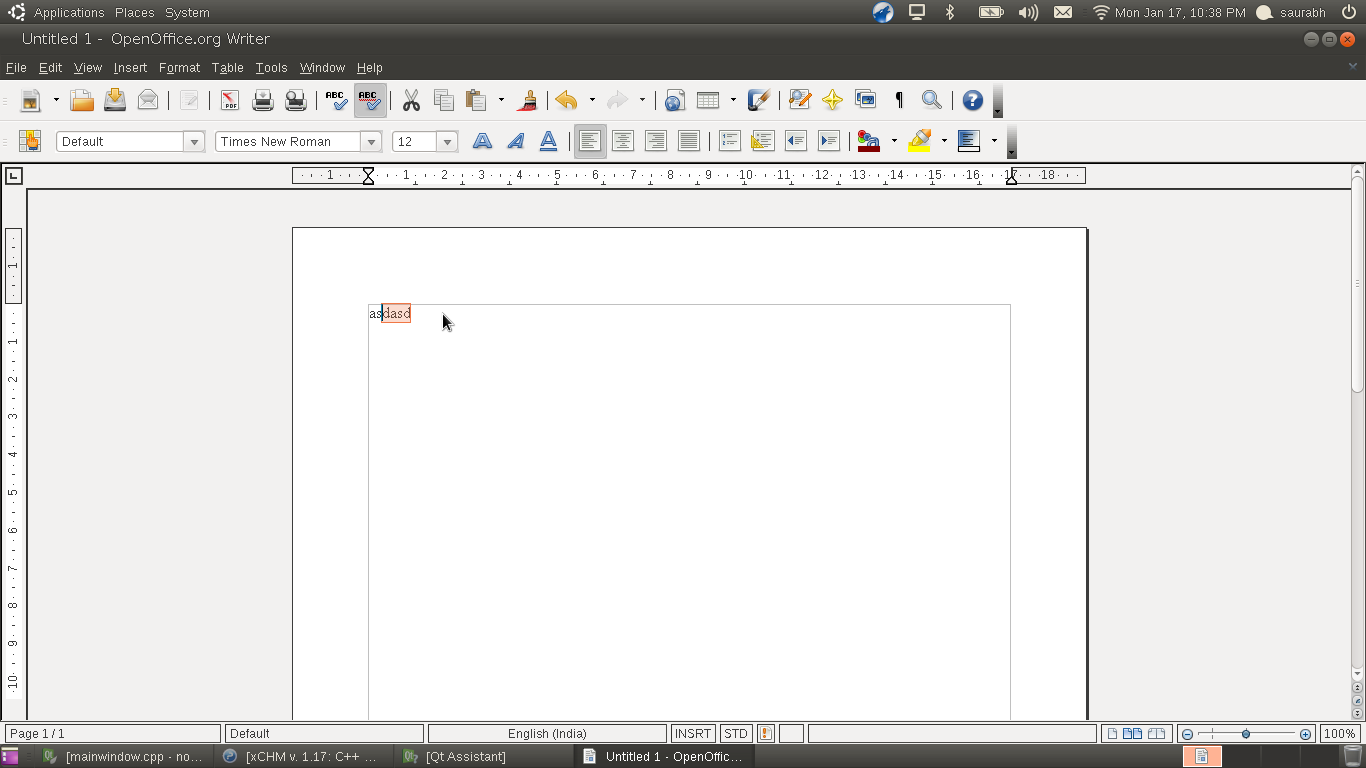 Applications Places System Mon Jan 17, 10:38 PM saurabh
Untitled 1 - OpenOffice.org Writer
File Edit View Insert Format Table Tools Window Help
PDF ABC ABC ¶ ?
Default Times New Roman 12 A A A
1 1 2 3 4 5 6 7 8 9 10 11 12 13 14 15 16 17 18
1
1
2
3
4
5
6
7
8
9
10
asdasd
Page 1 / 1 Default English (India) INSRT STD 100%
[mainwindow.cpp - no... [xCHM v. 1.17: C++ ... [Qt Assistant] Untitled 1 - OpenOffic...